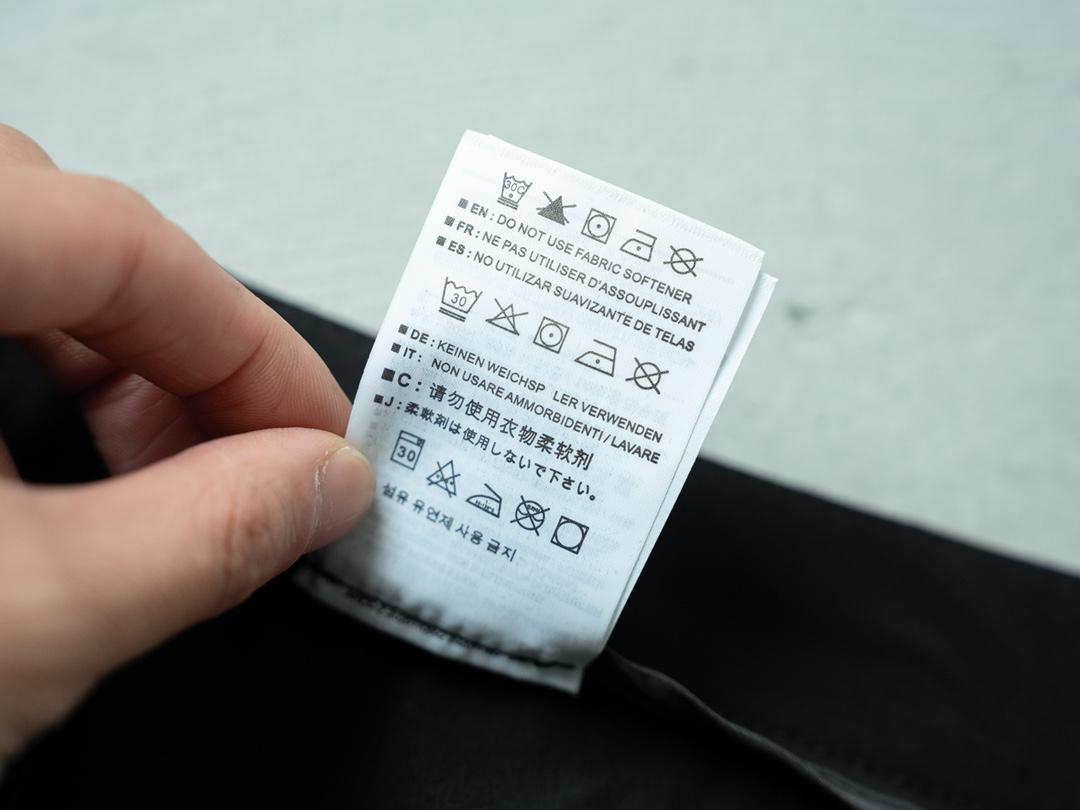 30C
■ EN : DO NOT USE FABRIC SOFTENER
■ FR : NE PAS UTILISER D'ASSOUPLISSANT
■ ES : NO UTILIZAR SUAVIZANTE DE TELAS
30
■ DE : KEINEN WEICHSP LER VERWENDEN
■ IT : NON USARE AMMORBIDENTI / LAVARE
■ C : 请勿使用衣物柔软剂
■ J : 柔軟剤は使用しないで下さい。
30
섬유 유연제 사용 금지